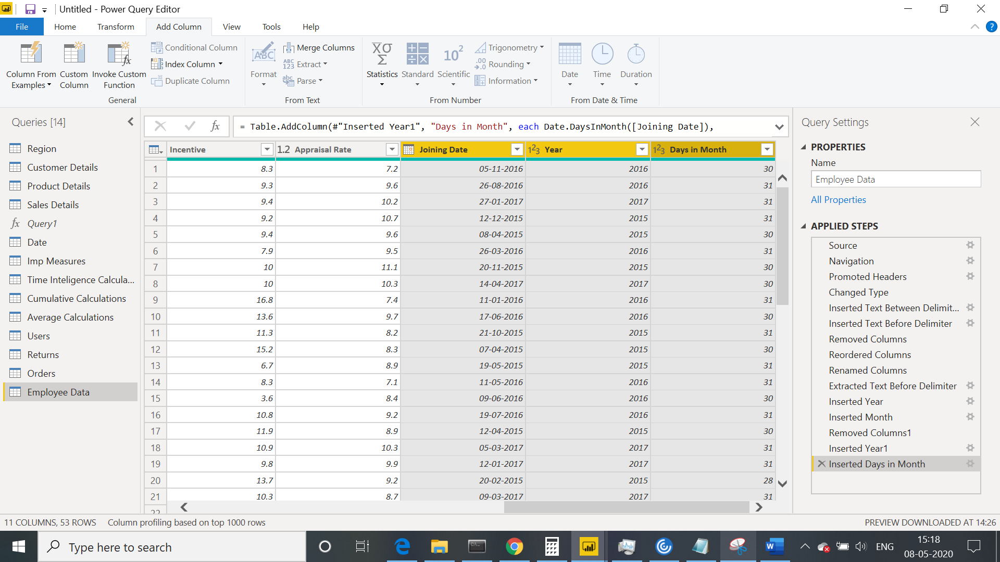 Untitled - Power Query Editor
File Home Transform Add Column View Tools Help
Column From Examples
Custom Column
Invoke Custom Function
Conditional Column
Index Column
Duplicate Column
General
Format
Merge Columns
Extract
Parse
From Text
Statistics
Standard
Scientific
Trigonometry
Rounding
Information
From Number
Date
Time
Duration
From Date & Time
Queries [14]
Region
Customer Details
Product Details
Sales Details
fx Query1
Date
Imp Measures
Time Inteligence Calcula...
Cumulative Calculations
Average Calculations
Users
Returns
Orders
Employee Data
fx = Table.AddColumn(#"Inserted Year1", "Days in Month", each Date.DaysInMonth([Joining Date]),
Incentive 1.2 Appraisal Rate Joining Date 123 Year 123 Days in Month
1 8.3 7.2 05-11-2016 2016 30
2 9.3 9.6 26-08-2016 2016 31
3 9.4 10.2 27-01-2017 2017 31
4 9.2 10.7 12-12-2015 2015 31
5 9.4 9.6 08-04-2015 2015 30
6 7.9 9.5 26-03-2016 2016 31
7 10 11.1 20-11-2015 2015 30
8 10 10.3 14-04-2017 2017 30
9 16.8 7.4 11-01-2016 2016 31
10 13.6 9.7 17-06-2016 2016 30
11 11.3 8.2 21-10-2015 2015 31
12 15.2 8.3 07-04-2015 2015 30
13 6.7 8.9 19-05-2015 2015 31
14 8.3 7.1 11-05-2016 2016 31
15 3.6 8.4 09-06-2016 2016 30
16 10.8 9.2 19-07-2016 2016 31
17 11.9 8.9 12-04-2015 2015 30
18 10.9 10.3 05-03-2017 2017 31
19 9.8 9.9 12-01-2017 2017 31
20 13.7 9.2 20-02-2015 2015 28
21 10.3 8.7 09-03-2017 2017 31
22
Query Settings
PROPERTIES
Name
Employee Data
All Properties
APPLIED STEPS
Source
Navigation
Promoted Headers
Changed Type
Inserted Text Between Delimit...
Inserted Text Before Delimiter
Removed Columns
Reordered Columns
Renamed Columns
Extracted Text Before Delimiter
Inserted Year
Inserted Month
Removed Columns1
Inserted Year1
Inserted Days in Month
11 COLUMNS, 53 ROWS Column profiling based on top 1000 rows
PREVIEW DOWNLOADED AT 14:26
Type here to search
ENG
15:18
08-05-2020